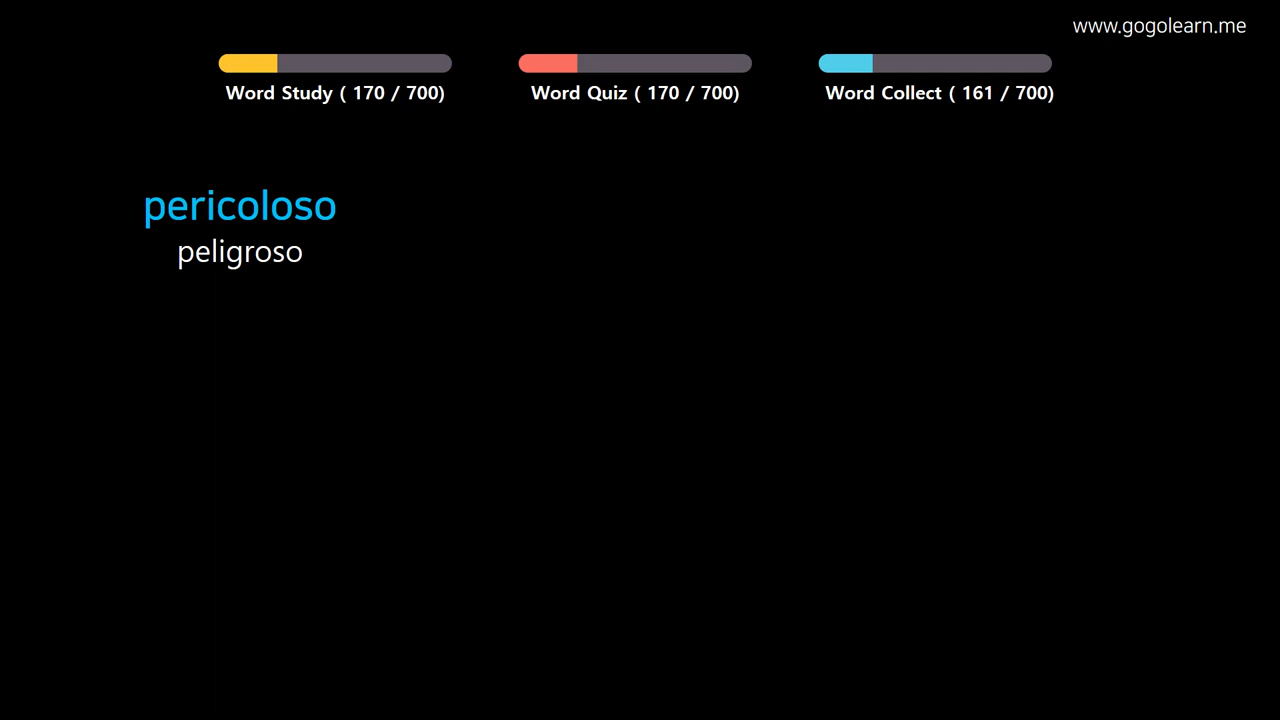 www.gogolearn.me
Word Study ( 170 / 700)
Word Quiz ( 170 / 700)
Word Collect ( 161 / 700)
pericoloso
peligroso